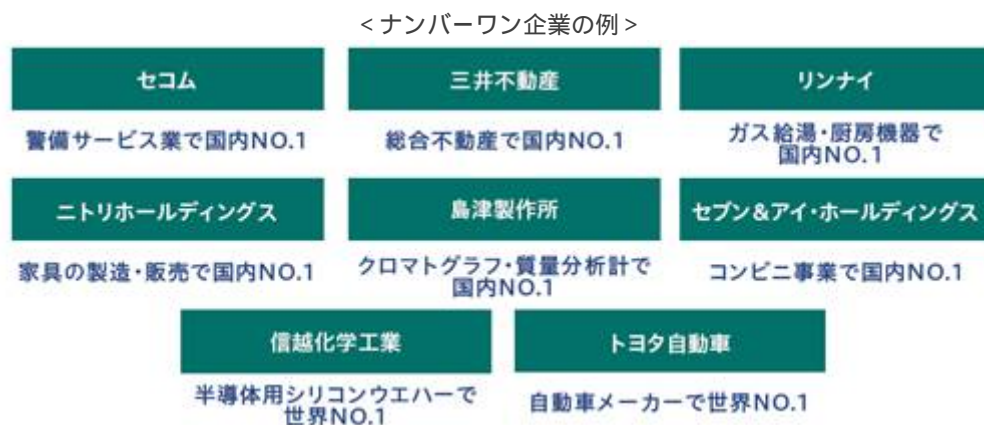 <ナンバーワン企業の例>
セコム
警備サービス業で国内NO.1
三井不動産
総合不動産で国内NO.1
リンナイ
ガス給湯・厨房機器で
国内NO.1
ニトリホールディングス
家具の製造・販売で国内NO.1
島津製作所
クロマトグラフ・質量分析計で
国内NO.1
セブン&アイ・ホールディングス
コンビニ事業で国内NO.1
信越化学工業
半導体用シリコンウエハーで
世界NO.1
トヨタ自動車
自動車メーカーで世界NO.1